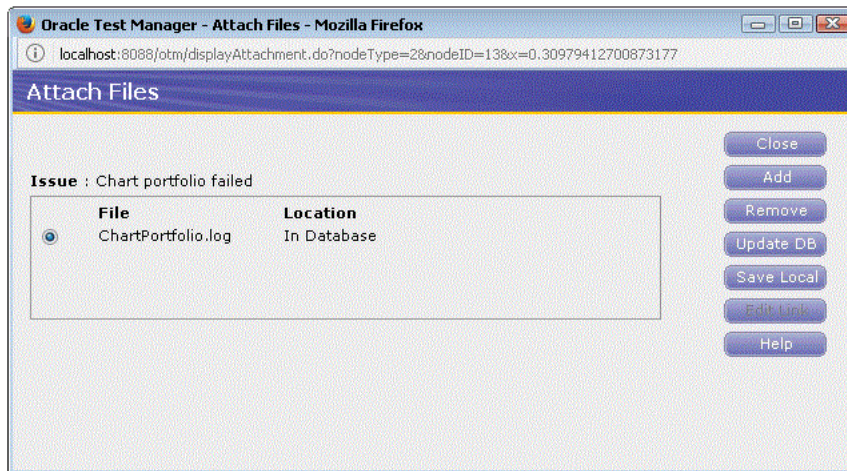 Oracle Test Manager - Attach Files - Mozilla Firefox
localhost:8088/otm/displayAttachment.do?nodeType=2&nodeID=13&x=0.30979412700873177
Attach Files
Close
Add
Issue : Chart portfolio failed
Remove
File Location
ChartPortfolio.log In Database
Update DB
Save Local
Edit Link
Help